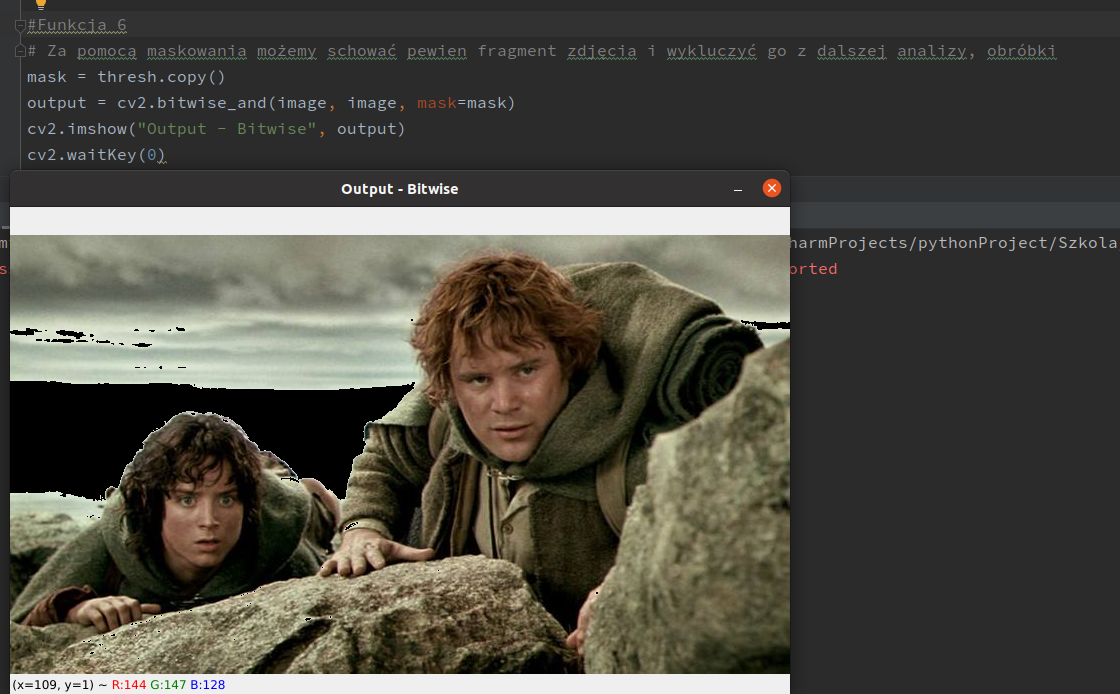 #Funkcja 6
# Za pomocą maskowania możemy schować pewien fragment zdjęcia i wykluczyć go z dalszej analizy, obróbki
mask = thresh.copy()
output = cv2.bitwise_and(image, image, mask=mask)
cv2.imshow("Output - Bitwise", output)
cv2.waitKey(0)
Output - Bitwise
harmProjects/pythonProject/Szkola
orted
(x=109, y=1) ~ R:144 G:147 B:128